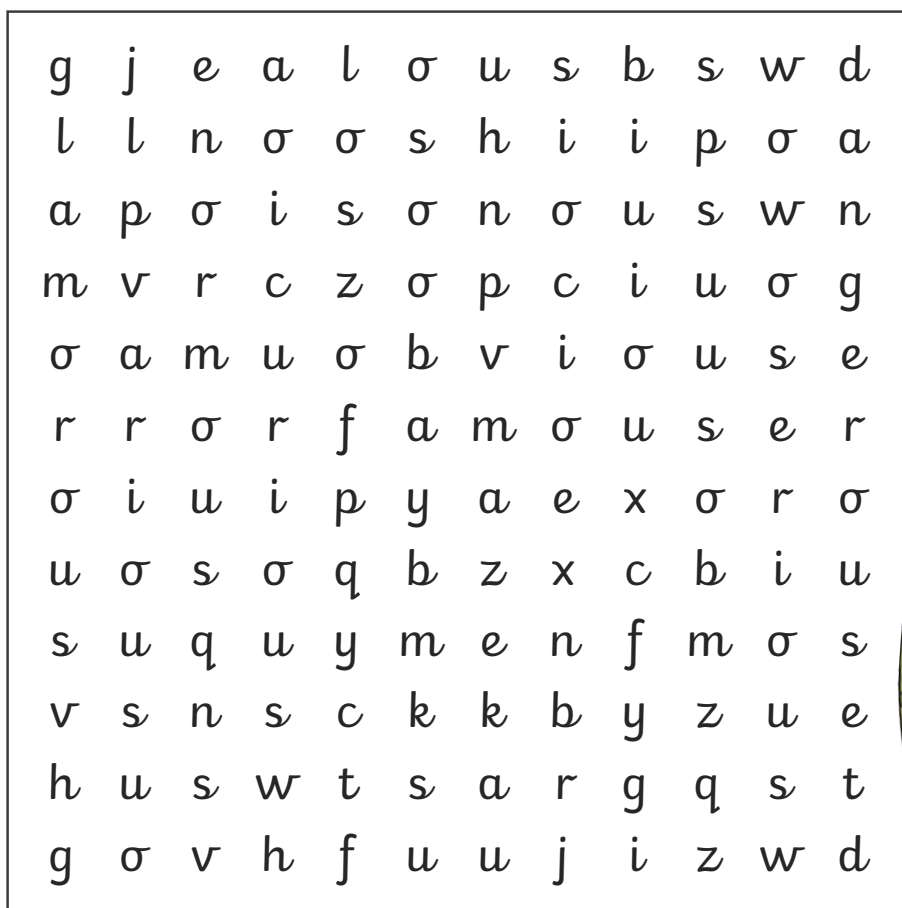 g j e a l o u s b s w d
l l n o o s h i i p o a
a p o i s o n o u s w n
m v r c z o p c i u o g
o a m u o b v i o u s e
r r o r f a m o u s e r
o i u i p y a e x o r o
u o s o q b z x c b i u
s u q u y m e n f m o s
v s n s c k k b y z u e
h u s w t s a r g q s t
g o v h f u u j i z w d